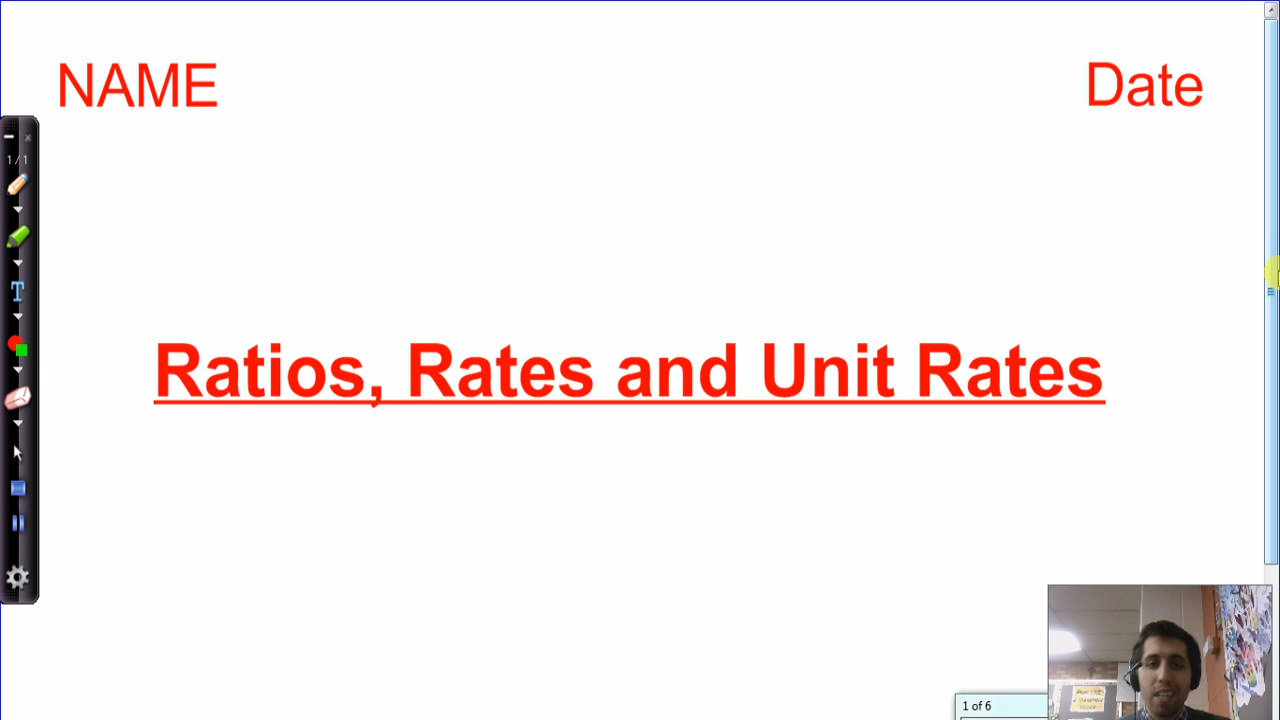 NAME
Date
1 / 1
T
Ratios, Rates and Unit Rates
1 of 6